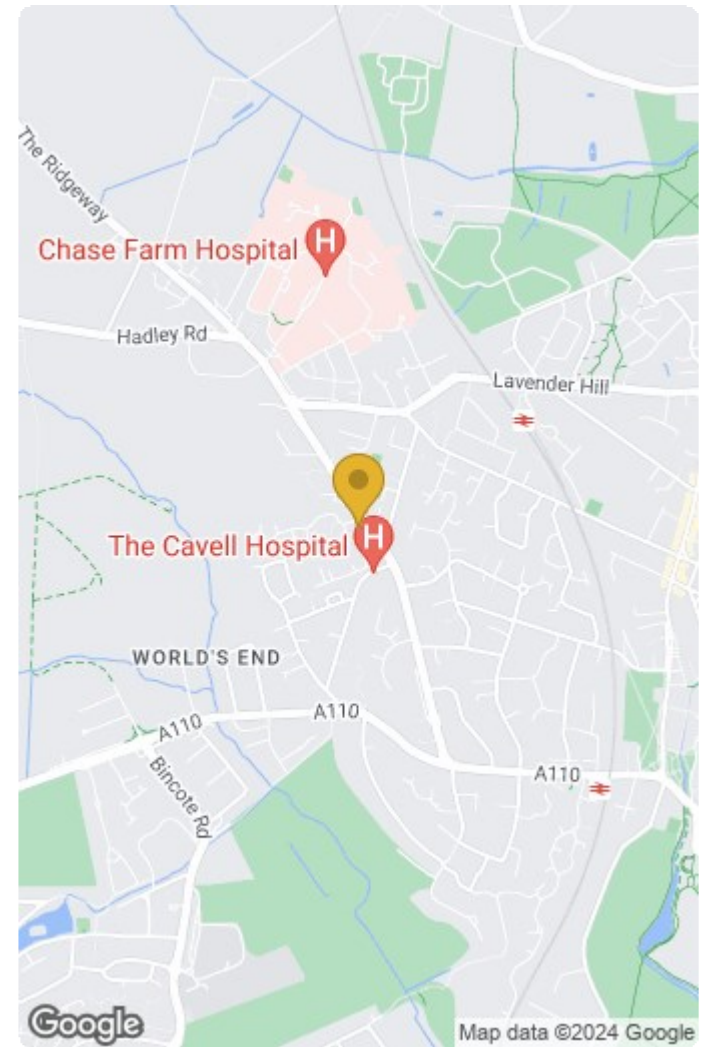 The Ridgeway
Chase Farm Hospital
H
Hadley Rd
Lavender Hill
The Cavell Hospital
H
WORLD'S END
A110
A110
Bincote Rd
A110
Google
Map data ©2024 Google